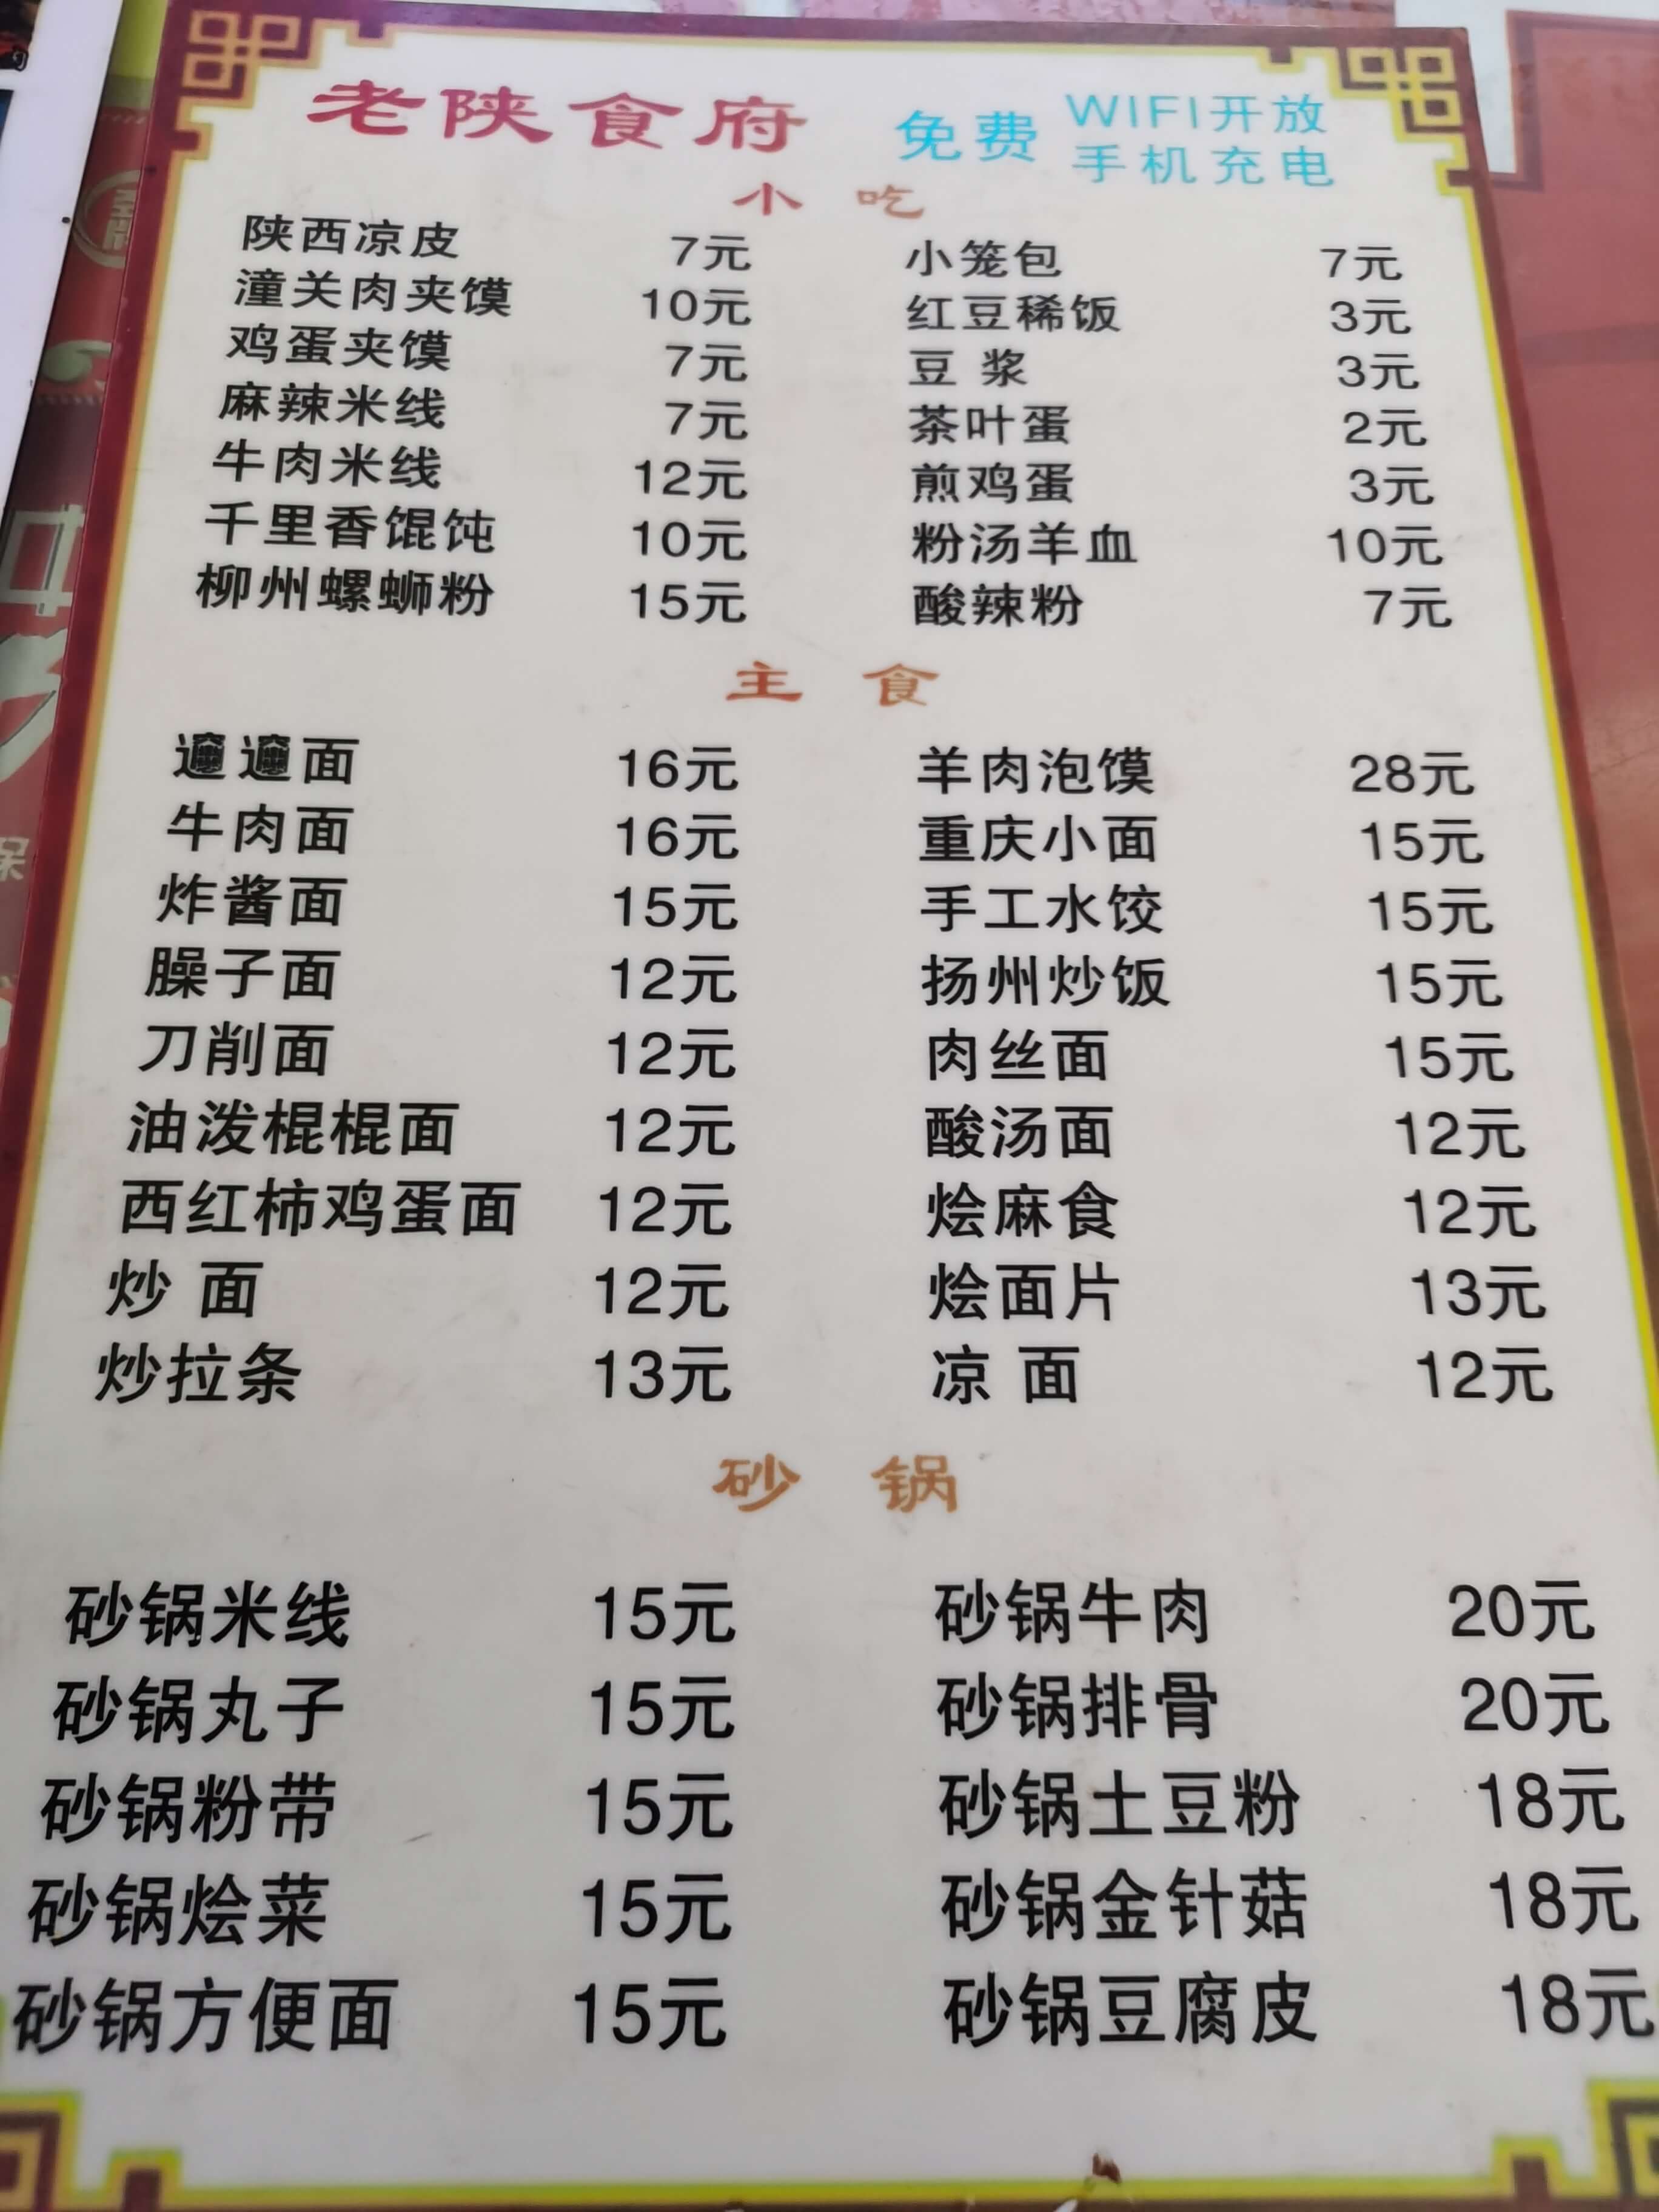 老陕食府 免费 WIFI开放
手机充电
小吃
陕西凉皮 7元 小笼包 7元
潼关肉夹馍 10元 红豆稀饭 3元
鸡蛋夹馍 7元 豆浆 3元
麻辣米线 7元 茶叶蛋 2元
牛肉米线 12元 煎鸡蛋 3元
千里香馄饨 10元 粉汤羊血 10元
柳州螺蛳粉 15元 酸辣粉 7元
主食
𰻞𰻞面 16元 羊肉泡馍 28元
牛肉面 16元 重庆小面 15元
炸酱面 15元 手工水饺 15元
臊子面 12元 扬州炒饭 15元
刀削面 12元 肉丝面 15元
油泼棍棍面 12元 酸汤面 12元
西红柿鸡蛋面 12元 烩麻食 12元
炒面 12元 烩面片 13元
炒拉条 13元 凉面 12元
砂锅
砂锅米线 15元 砂锅牛肉 20元
砂锅丸子 15元 砂锅排骨 20元
砂锅粉带 15元 砂锅土豆粉 18元
砂锅烩菜 15元 砂锅金针菇 18元
砂锅方便面 15元 砂锅豆腐皮 18元